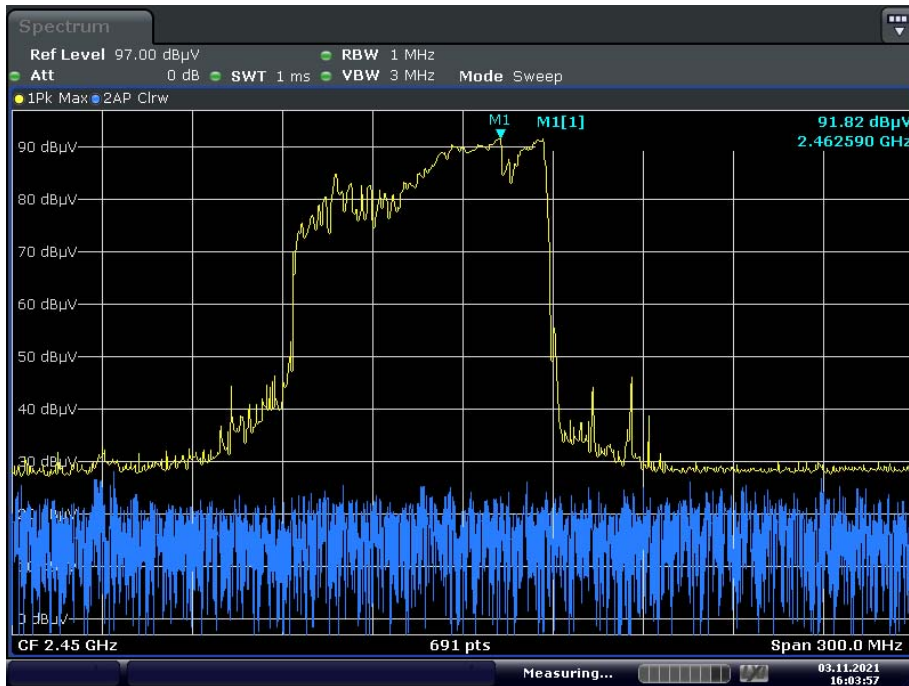 Spectrum
Ref Level 97.00 dBµV RBW 1 MHz
Att 0 dB SWT 1 ms VBW 3 MHz Mode Sweep
1Pk Max 2AP Clrw
M1 M1[1] 91.82 dBµV
2.462590 GHz
90 dBµV
80 dBµV
70 dBµV
60 dBµV
50 dBµV
40 dBµV
30 dBµV
0 dBµV
CF 2.45 GHz 691 pts Span 300.0 MHz
Measuring... 03.11.2021
16:03:57